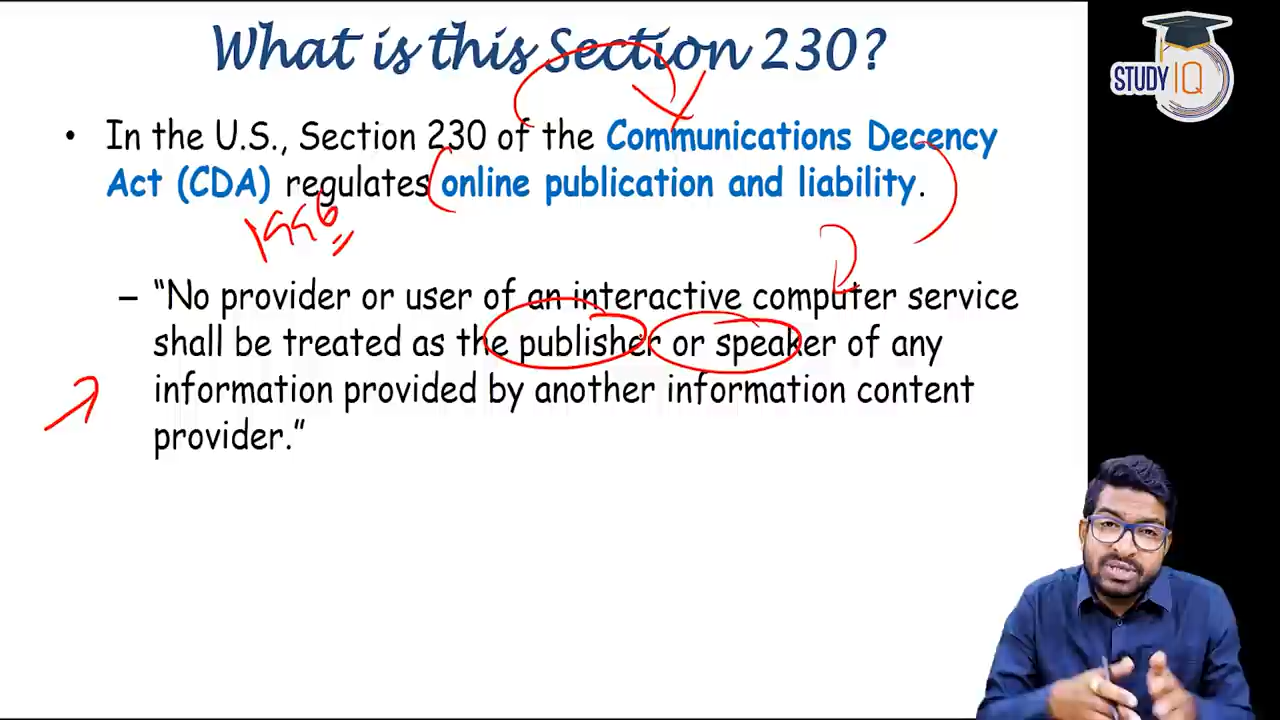 What is this Section 230?
STUDY IQ
• In the U.S., Section 230 of the Communications Decency
Act (CDA) regulates online publication and liability.
1996
– “No provider or user of an interactive computer service
shall be treated as the publisher or speaker of any
information provided by another information content
provider.”